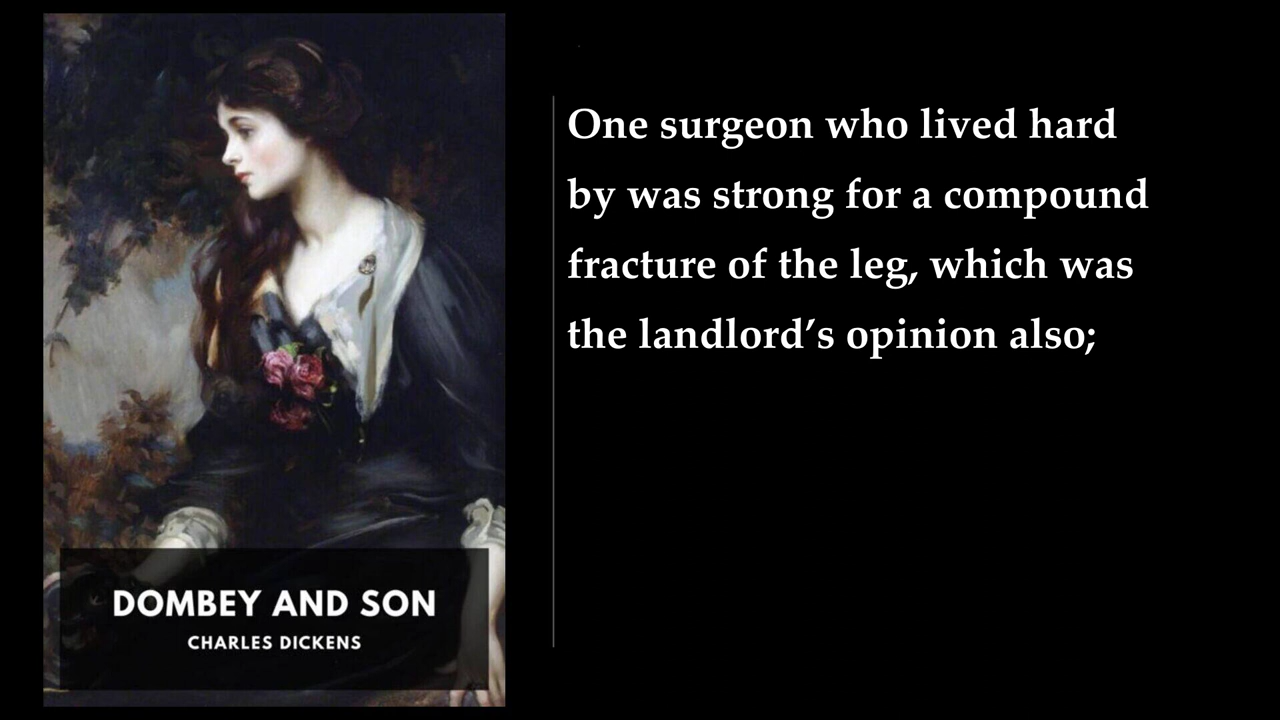 One surgeon who lived hard
by was strong for a compound
fracture of the leg, which was
the landlord’s opinion also;
DOMBEY AND SON
CHARLES DICKENS